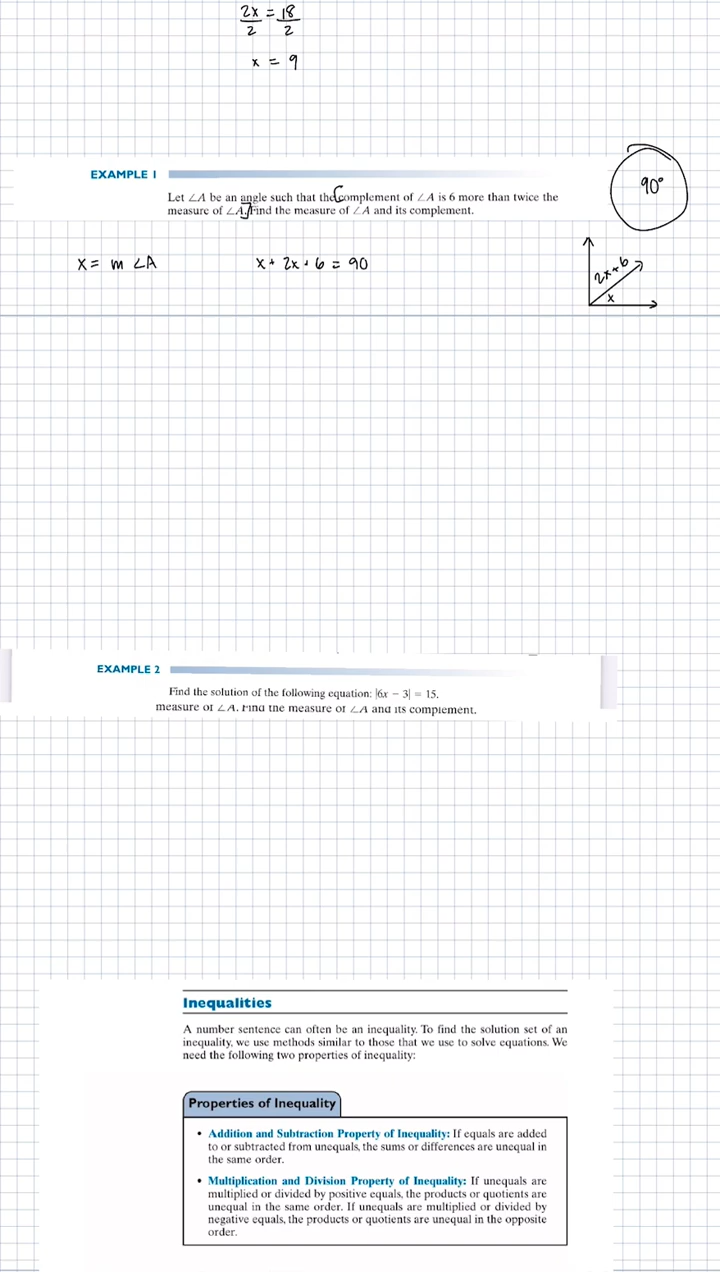 2x = 18
2 2
x = 9
EXAMPLE 1
Let ∠A be an angle such that the complement of ∠A is 6 more than twice the
measure of ∠A. Find the measure of ∠A and its complement.
90°
x = m ∠A
x + 2x + 6 = 90
2x + 6
x
EXAMPLE 2
Find the solution of the following equation: |6x − 3| = 15.
measure of ∠A. Find the measure of ∠A and its complement.
Inequalities
A number sentence can often be an inequality. To find the solution set of an
inequality, we use methods similar to those that we use to solve equations. We
need the following two properties of inequality:
Properties of Inequality
• Addition and Subtraction Property of Inequality: If equals are added
to or subtracted from unequals, the sums or differences are unequal in
the same order.
• Multiplication and Division Property of Inequality: If unequals are
multiplied or divided by positive equals, the products or quotients are
unequal in the same order. If unequals are multiplied or divided by
negative equals, the products or quotients are unequal in the opposite
order.